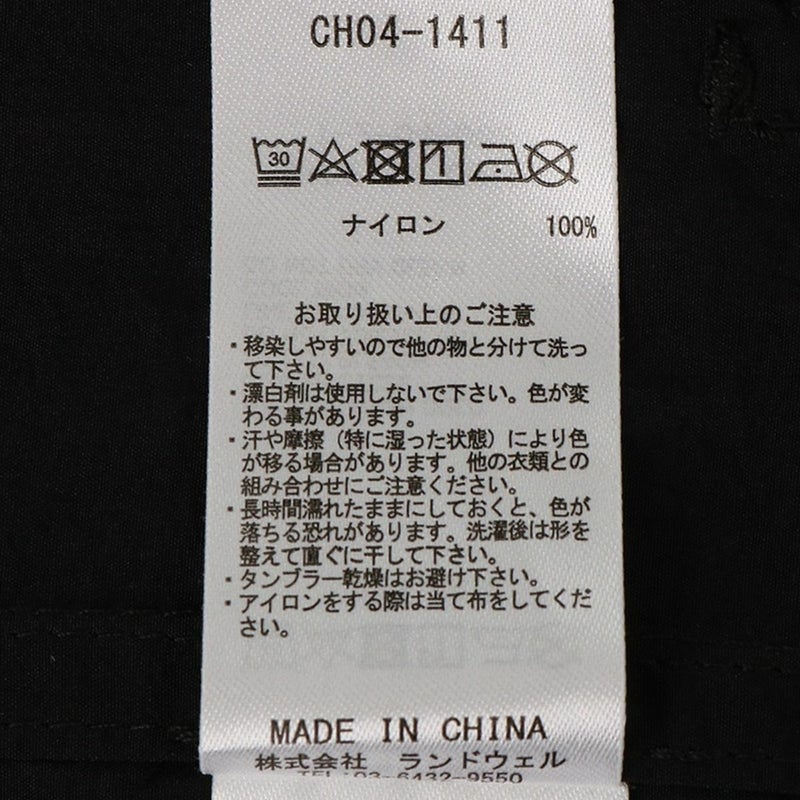 CH04-1411
30
ナイロン 100%
お取り扱い上のご注意
・移染しやすいので他の物と分けて洗っ
て下さい。
・漂白剤は使用しないで下さい。色が変
わる事があります。
・汗や摩擦（特に湿った状態）により色
が移る場合があります。他の衣類との
組み合わせにご注意ください。
・長時間濡れたままにしておくと、色が
落ちる恐れがあります。洗濯後は形を
整えて直ぐに干して下さい。
・タンブラー乾燥はお避け下さい。
・アイロンをする際は当て布をしてくだ
さい。
MADE IN CHINA
株式会社 ランドウェル
TEL:03-6432-9550